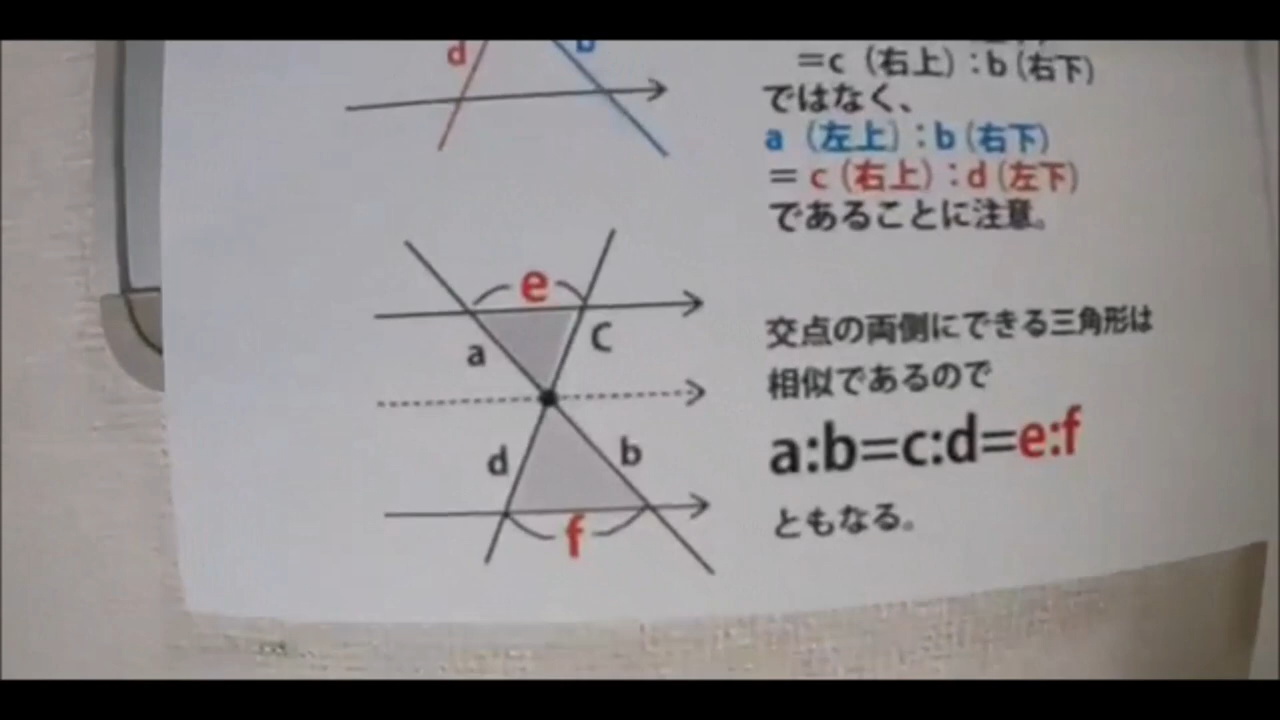 d
b
=c（右上）：b（右下）
ではなく、
a（左上）：b（右下）
= c（右上）：d（左下）
であることに注意。
e
a
c
d
b
f
交点の両側にできる三角形は
相似であるので
a:b=c:d=e:f
ともなる。